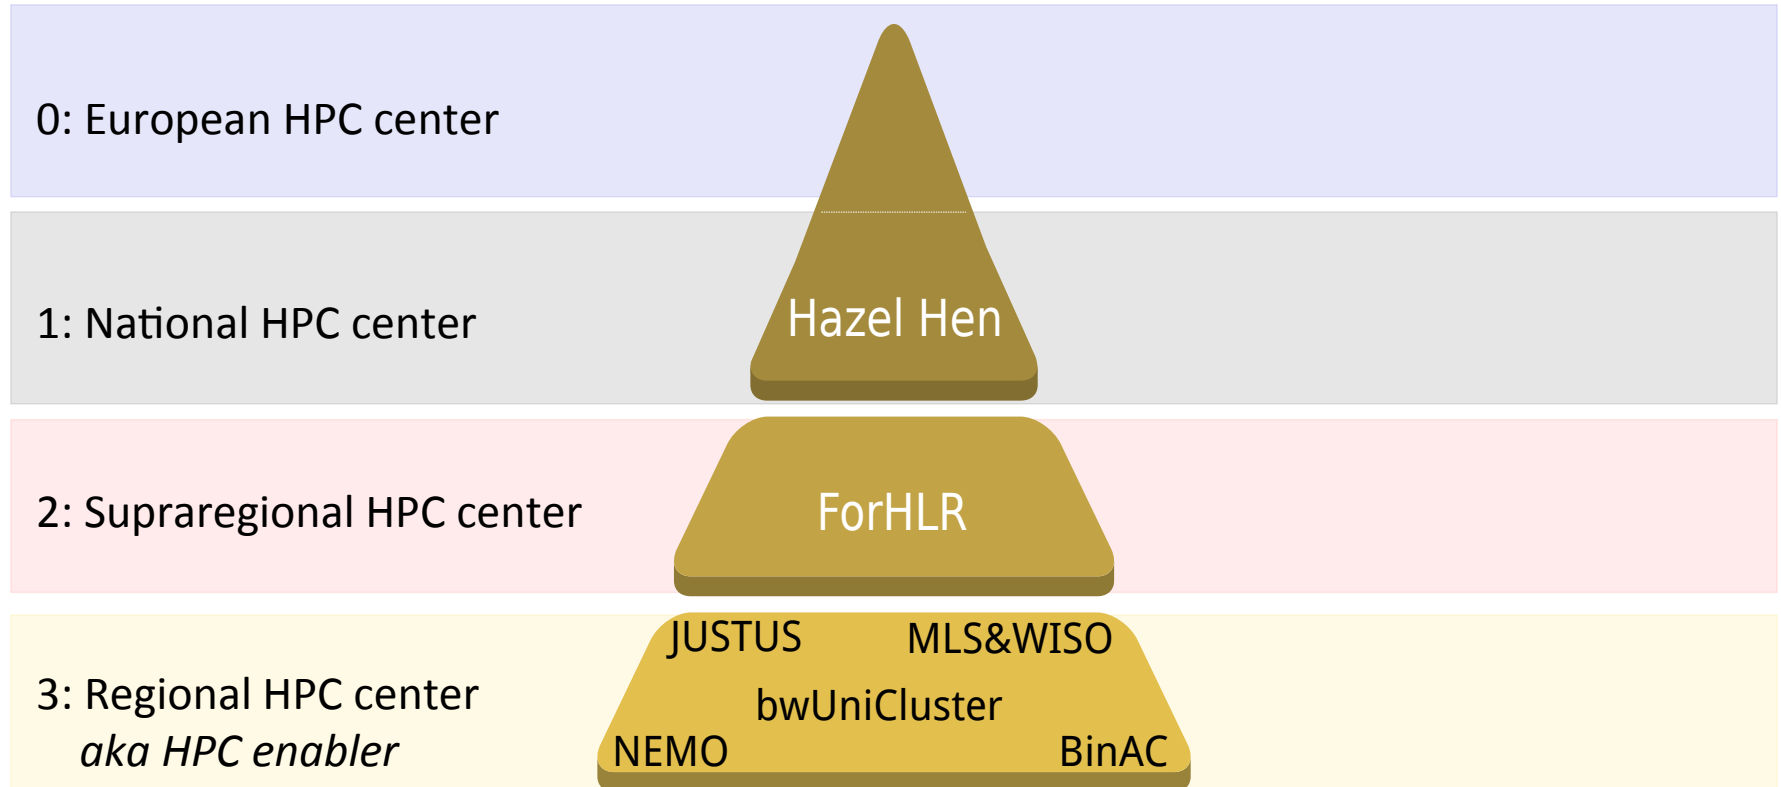 0: European HPC center
1: National HPC center
Hazel Hen
2: Supraregional HPC center
ForHLR
JUSTUS
MLS&WISO
3: Regional HPC center
bwUniCluster
aka HPC enabler
NEMO
BinAC